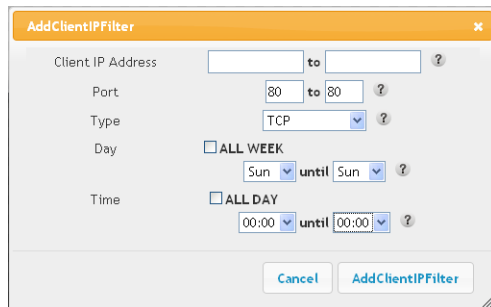 AddClientIPFilter ×
Client IP Address to ?
Port 80 to 80 ?
Type TCP ?
Day ALL WEEK
Sun until Sun ?
Time ALL DAY
00:00 until 00:00 ?
Cancel AddClientIPFilter